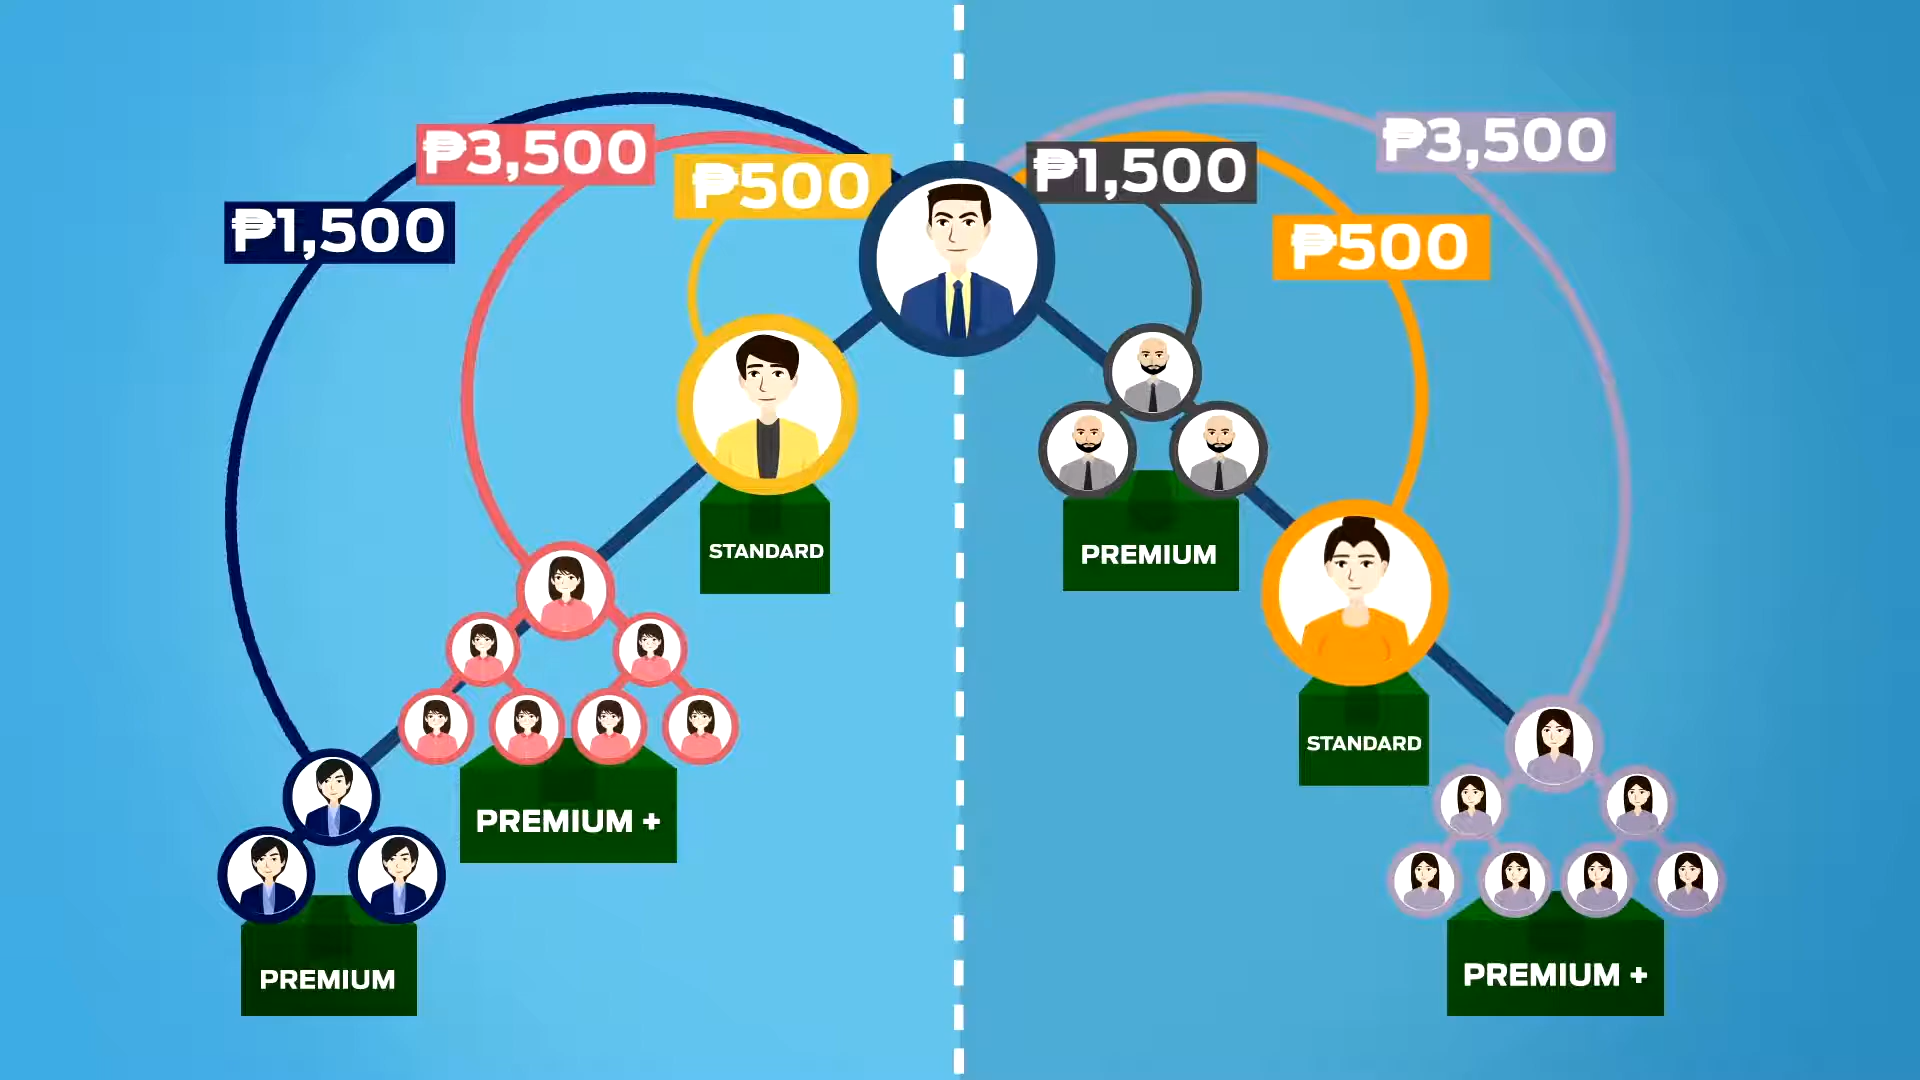 ₱3,500
₱500
₱1,500
₱1,500
₱3,500
₱500
STANDARD
PREMIUM
STANDARD
PREMIUM +
PREMIUM
PREMIUM +